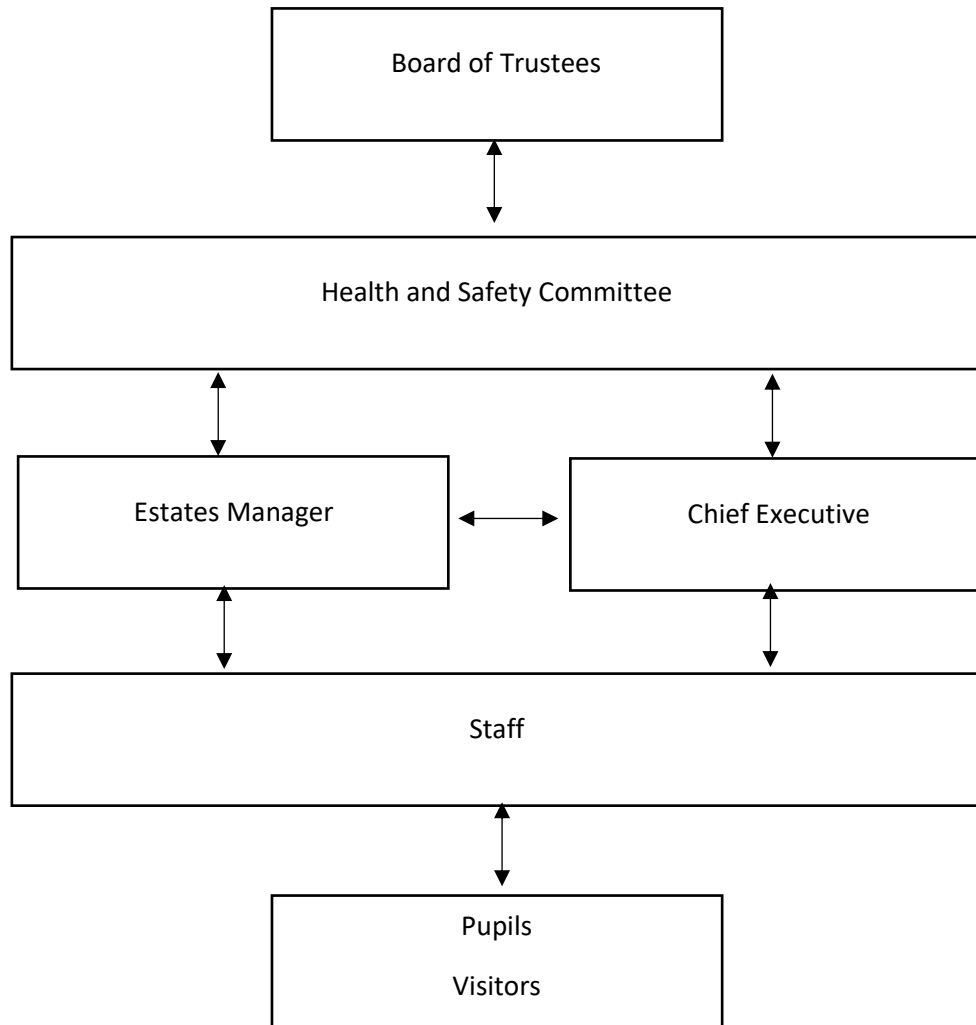 Board of Trustees
Health and Safety Committee
Estates Manager
Chief Executive
Staff
Pupils
Visitors